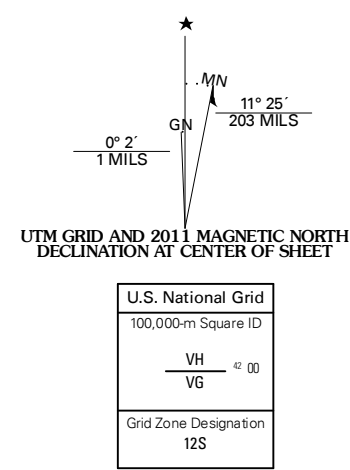 MN
11° 25´
203 MILS
GN
0° 2´
1 MILS
UTM GRID AND 2011 MAGNETIC NORTH
DECLINATION AT CENTER OF SHEET
U.S. National Grid
100,000-m Square ID
VH
42 00
VG
Grid Zone Designation
12S